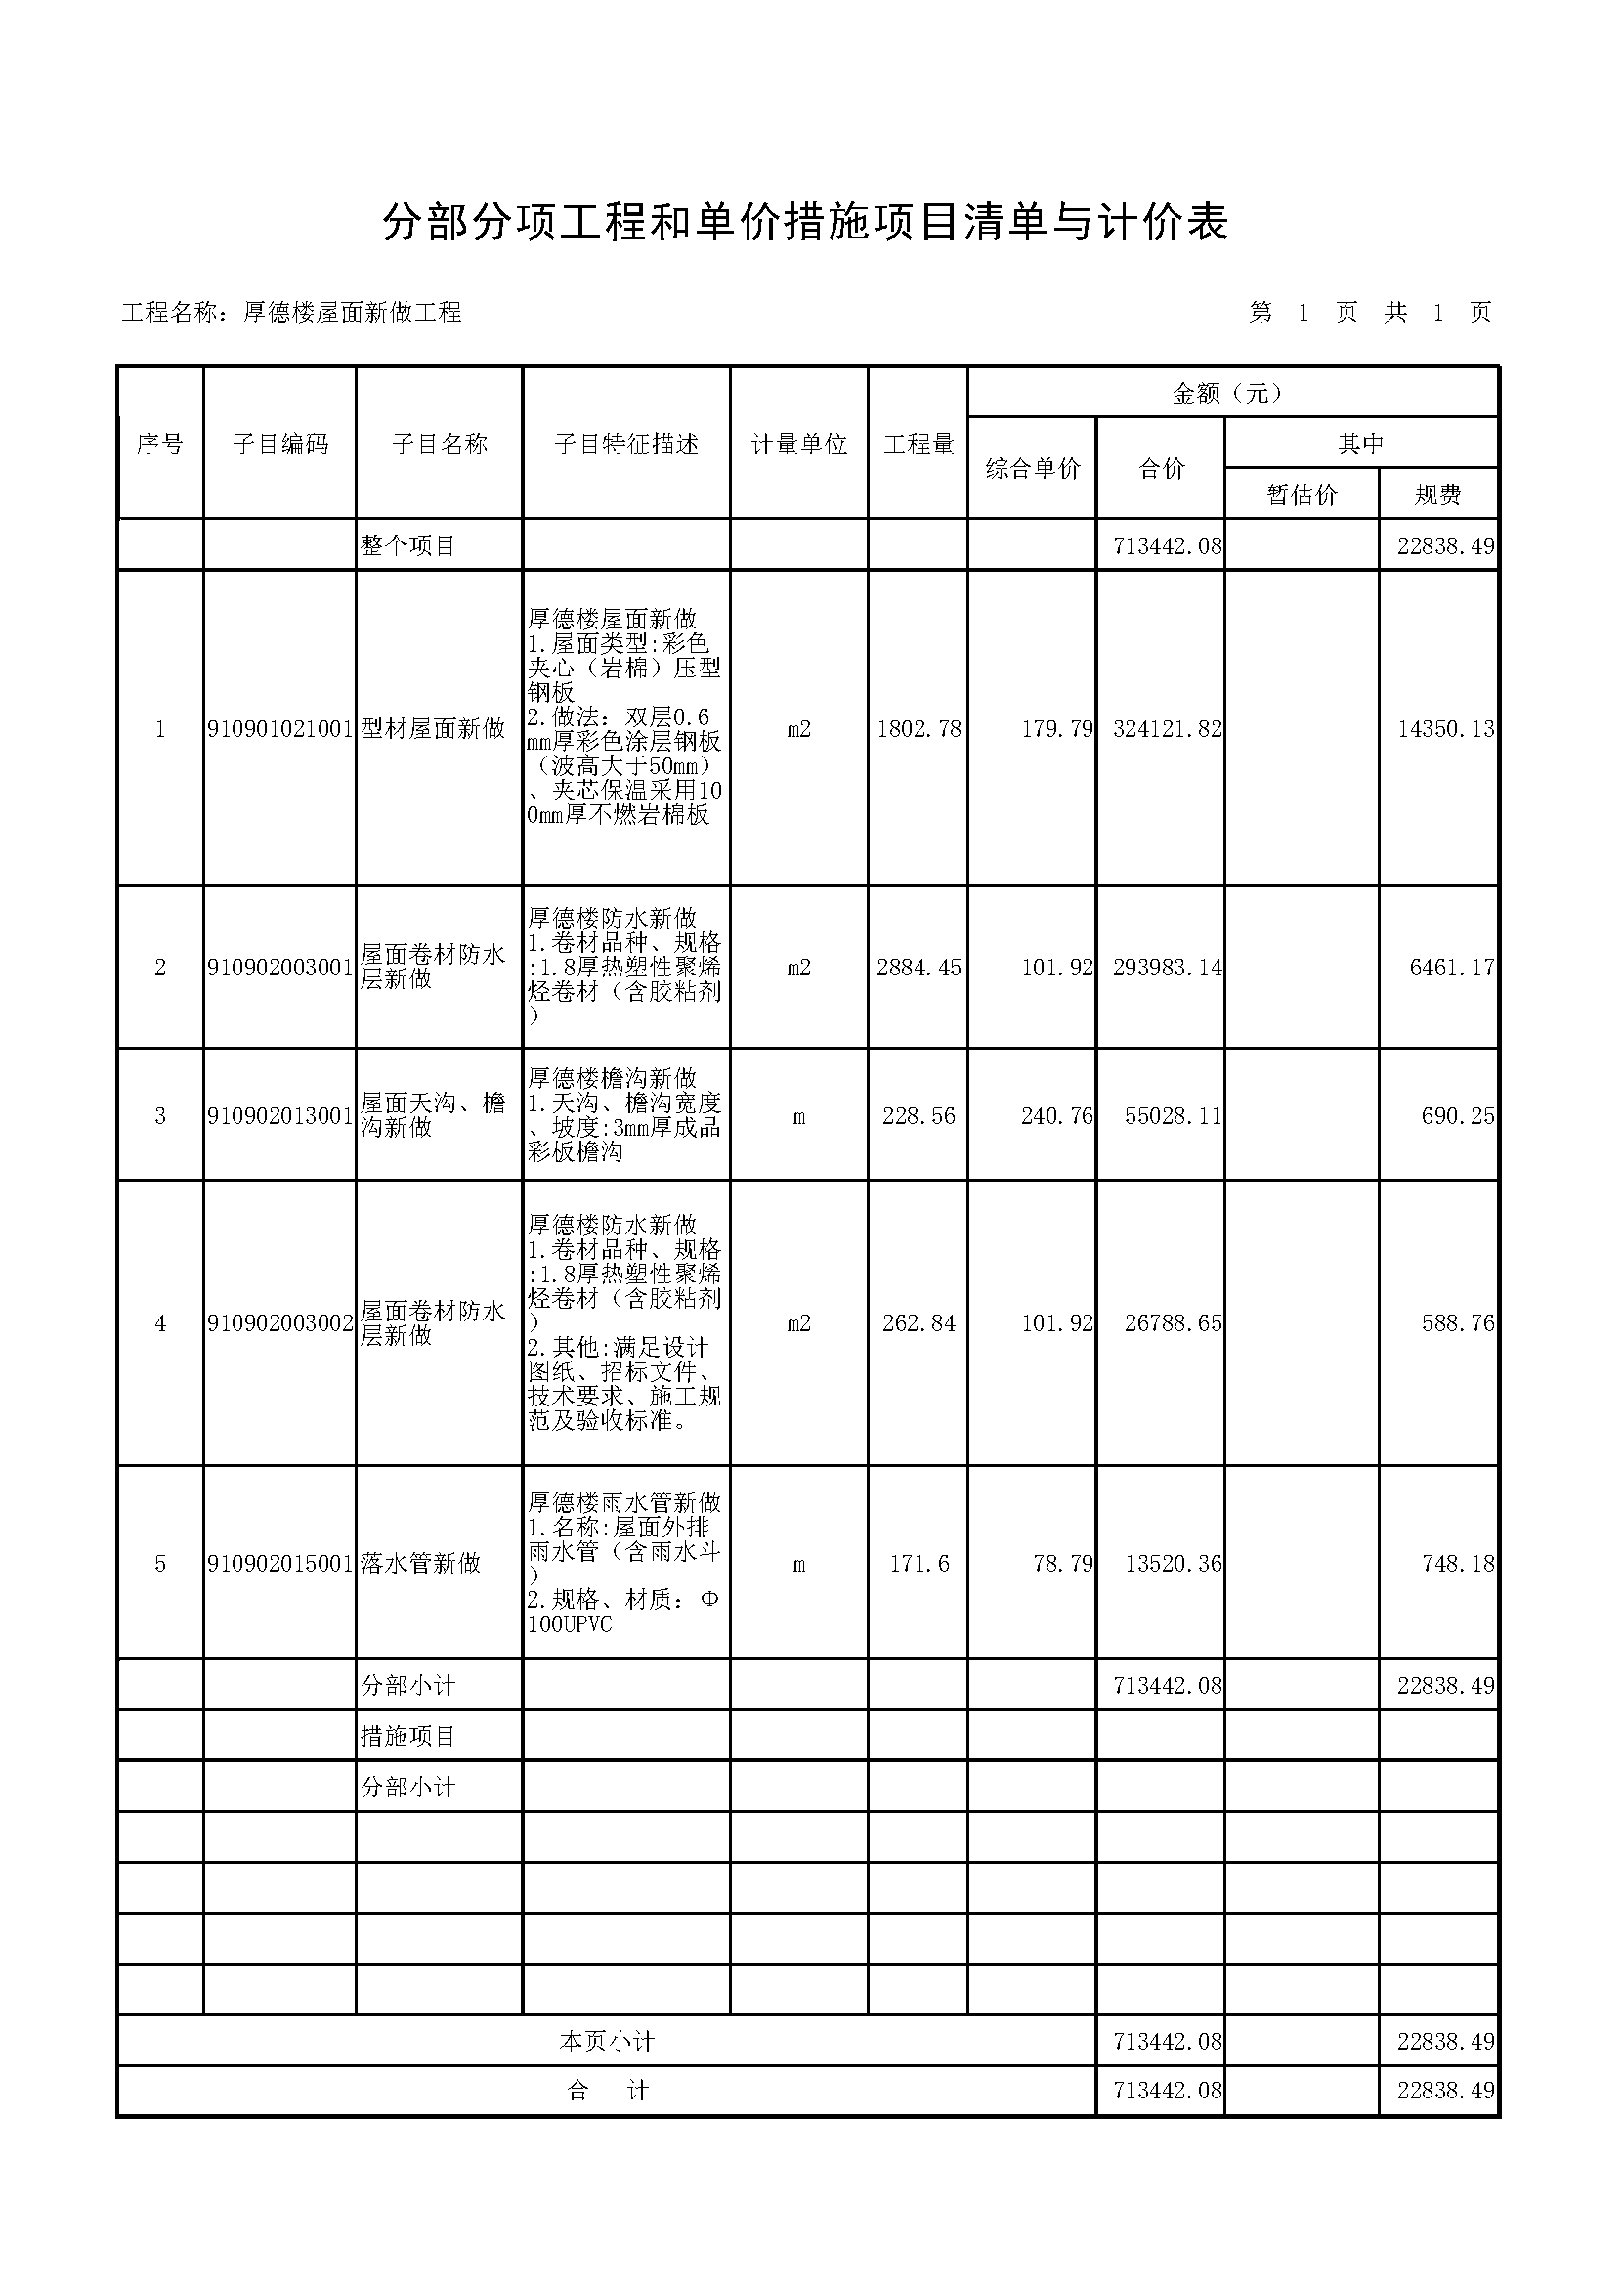 分部分项工程和单价措施项目清单与计价表
工程名称：厚德楼屋面新做工程 第 1 页 共 1 页
金额（元）
序号 子目编码 子目名称 子目特征描述 计量单位 工程量 其中
综合单价 合价
暂估价 规费
整个项目 713442.08 22838.49
厚德楼屋面新做
1.屋面类型:彩色
夹心（岩棉）压型
钢板
2.做法：双层0.6
1 910901021001 型材屋面新做 m2 1802.78 179.79 324121.82 14350.13
mm厚彩色涂层钢板
（波高大于50mm）
、夹芯保温采用10
0mm厚不燃岩棉板
厚德楼防水新做
1.卷材品种、规格
屋面卷材防水
2 910902003001 :1.8厚热塑性聚烯 m2 2884.45 101.92 293983.14 6461.17
层新做
烃卷材（含胶粘剂
）
厚德楼檐沟新做
屋面天沟、檐 1.天沟、檐沟宽度
3 910902013001 m 228.56 240.76 55028.11 690.25
沟新做 、坡度:3mm厚成品
彩板檐沟
厚德楼防水新做
1.卷材品种、规格
:1.8厚热塑性聚烯
烃卷材（含胶粘剂
屋面卷材防水
4 910902003002 ） m2 262.84 101.92 26788.65 588.76
层新做
2.其他:满足设计
图纸、招标文件、
技术要求、施工规
范及验收标准。
厚德楼雨水管新做
1.名称:屋面外排
雨水管（含雨水斗
5 910902015001 落水管新做 m 171.6 78.79 13520.36 748.18
）
2.规格、材质：Φ
100UPVC
分部小计 713442.08 22838.49
措施项目
分部小计
本页小计 713442.08 22838.49
合 计 713442.08 22838.49